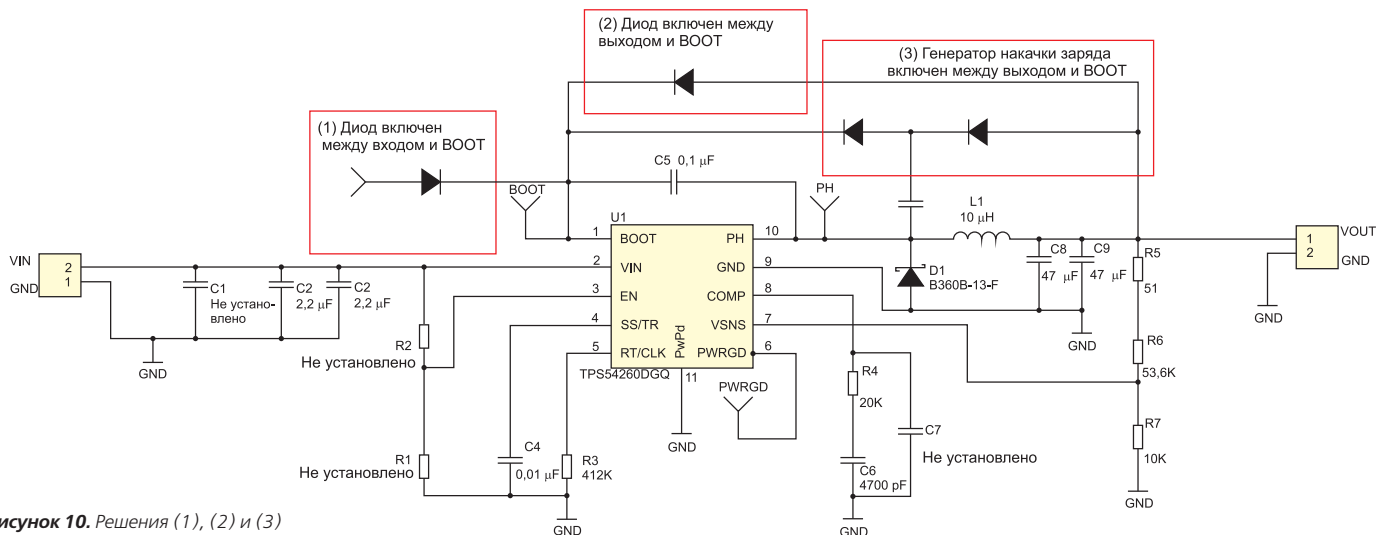 (2) Диод включен между
выходом и BOOT
(3) Генератор накачки заряда
включен между выходом и BOOT
(1) Диод включен
между входом и BOOT
C5 0,1 µF
BOOT
PH
L1
10 µH
U1
1
BOOT
PH
10
2
VIN
GND
9
3
EN
COMP
8
4
SS/TR
VSNS
7
5
RT/CLK
PWRGD
6
PwPd
11
TPS54260DGQ
GND
VIN
2
GND
1
C1
Не устано-
влено
C2
2,2 µF
C2
2,2 µF
GND
R2
Не установлено
R1
Не установлено
C4
0,01 µF
R3
412K
GND
PWRGD
D1
B360B-13-F
C8
47 µF
C9
47 µF
GND
R5
51
R6
53,6K
R7
10K
GND
1
VOUT
2
GND
GND
R4
20K
C7
Не установлено
C6
4700 pF
GND
исунок 10. Решения (1), (2) и (3)